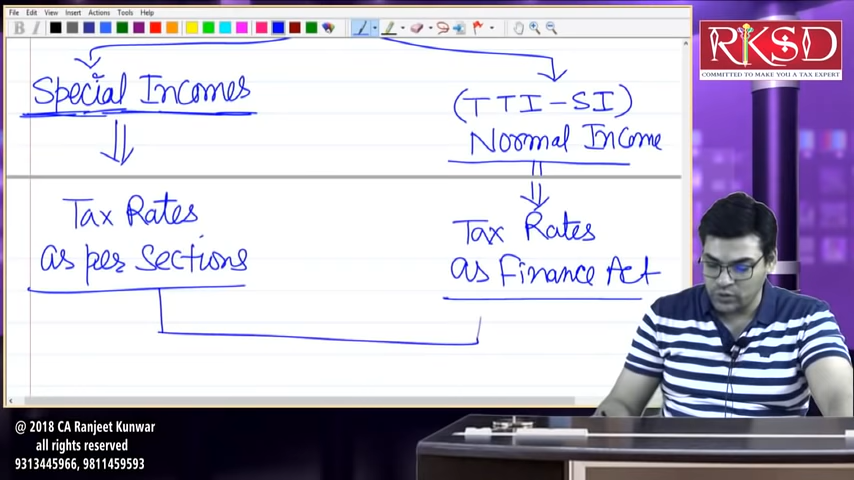 File Edit View Insert Actions Tools Help
B I
RKSD
COMMITTED TO MAKE YOU A TAX EXPERT
Special Incomes
(TTI-SI)
Normal Income
Tax Rates
as per Sections
Tax Rates
as Finance Act
@ 2018 CA Ranjeet Kunwar
all rights reserved
9313445966, 9811459593